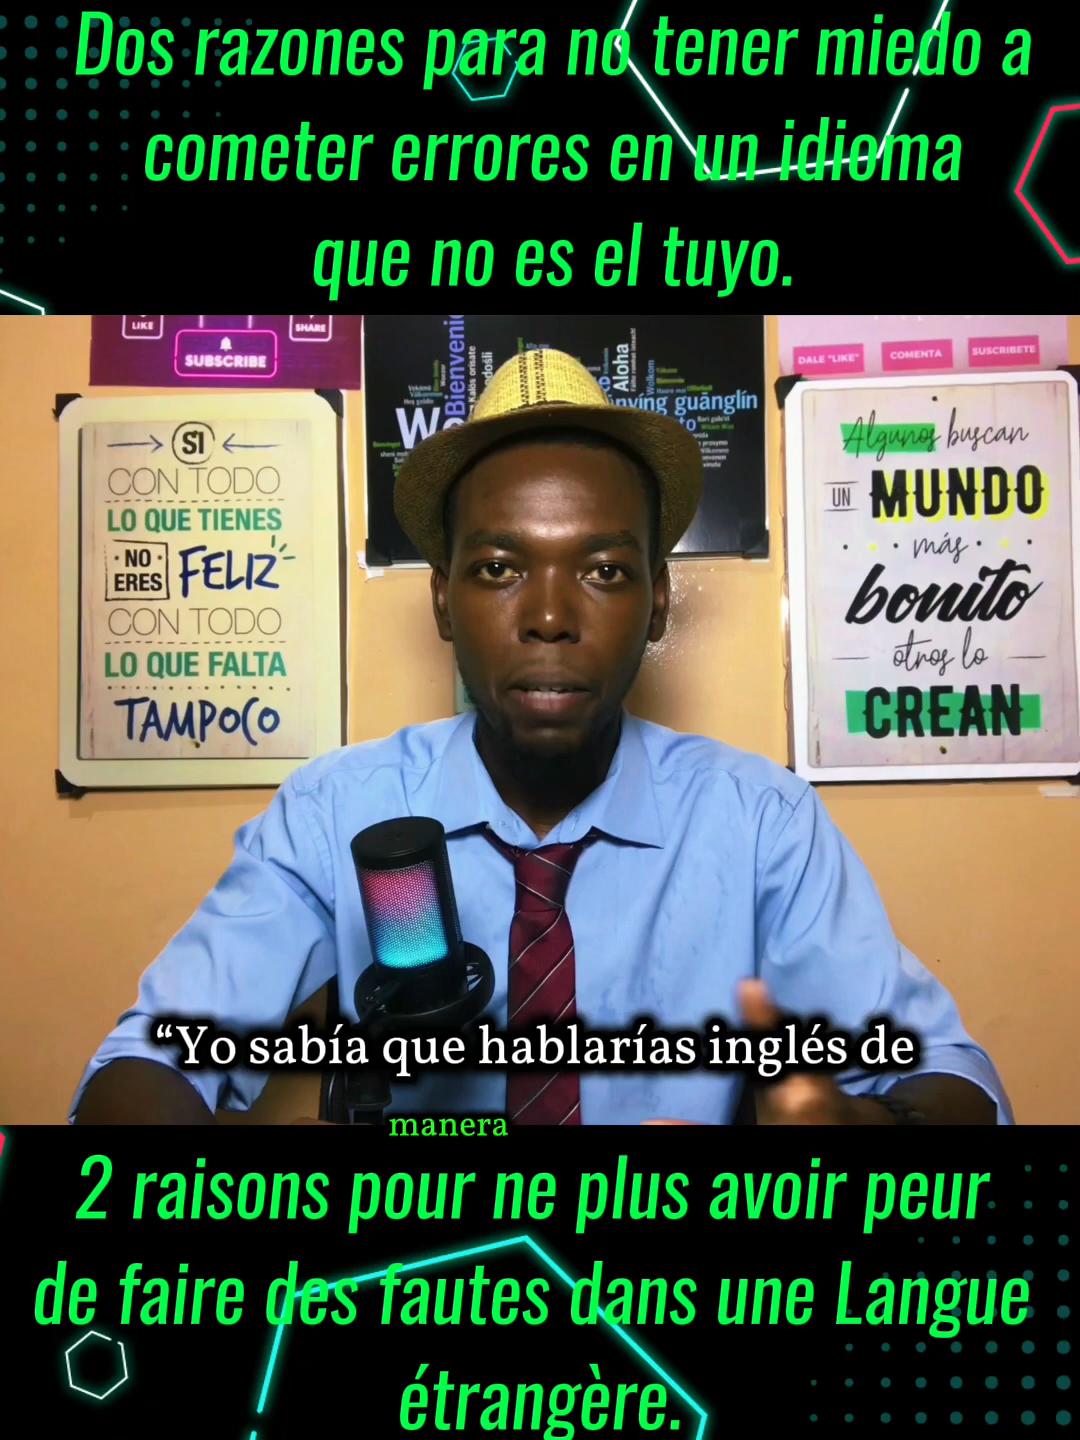 Dos razones para no tener miedo a
cometer errores en un idioma
que no es el tuyo.
LIKE
SHARE
SUBSCRIBE
Bienvenic
Aloha
guānglín
DALE "LIKE"
COMENTA
SUSCRIBETE
SI
CON TODO
LO QUE TIENES
NO
ERES
FELIZ
CON TODO
LO QUE FALTA
TAMPOCO
Algunos buscan
UN MUNDO
más
bonito
otros lo
CREAN
“Yo sabía que hablarías inglés de
manera
2 raisons pour ne plus avoir peur
de faire des fautes dans une Langue
étrangère.